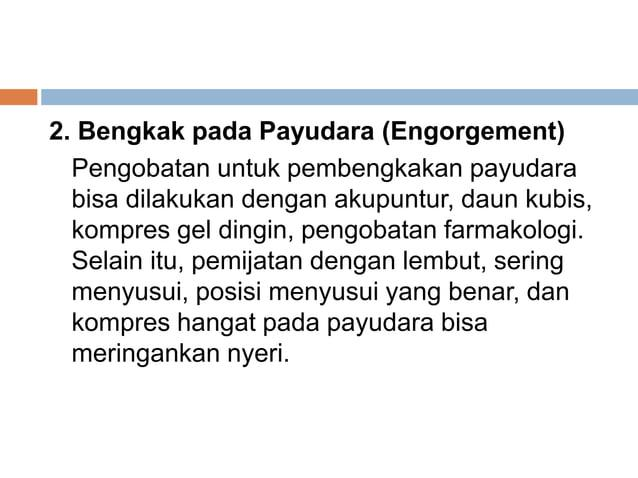 2. Bengkak pada Payudara (Engorgement)
Pengobatan untuk pembengkakan payudara
bisa dilakukan dengan akupuntur, daun kubis,
kompres gel dingin, pengobatan farmakologi.
Selain itu, pemijatan dengan lembut, sering
menyusui, posisi menyusui yang benar, dan
kompres hangat pada payudara bisa
meringankan nyeri.